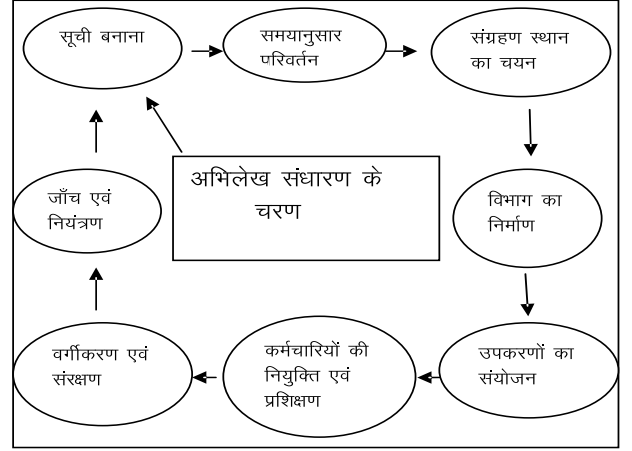 सूची बनाना
समयानुसार
परिवर्तन
संग्रहण स्थान
का चयन
अभिलेख संधारण के
चरण
जाँच एवं
नियंत्रण
विभाग का
निर्माण
वर्गीकरण एवं
संरक्षण
कर्मचारियों की
नियुक्ति एवं
प्रशिक्षण
उपकरणों का
संयोजन